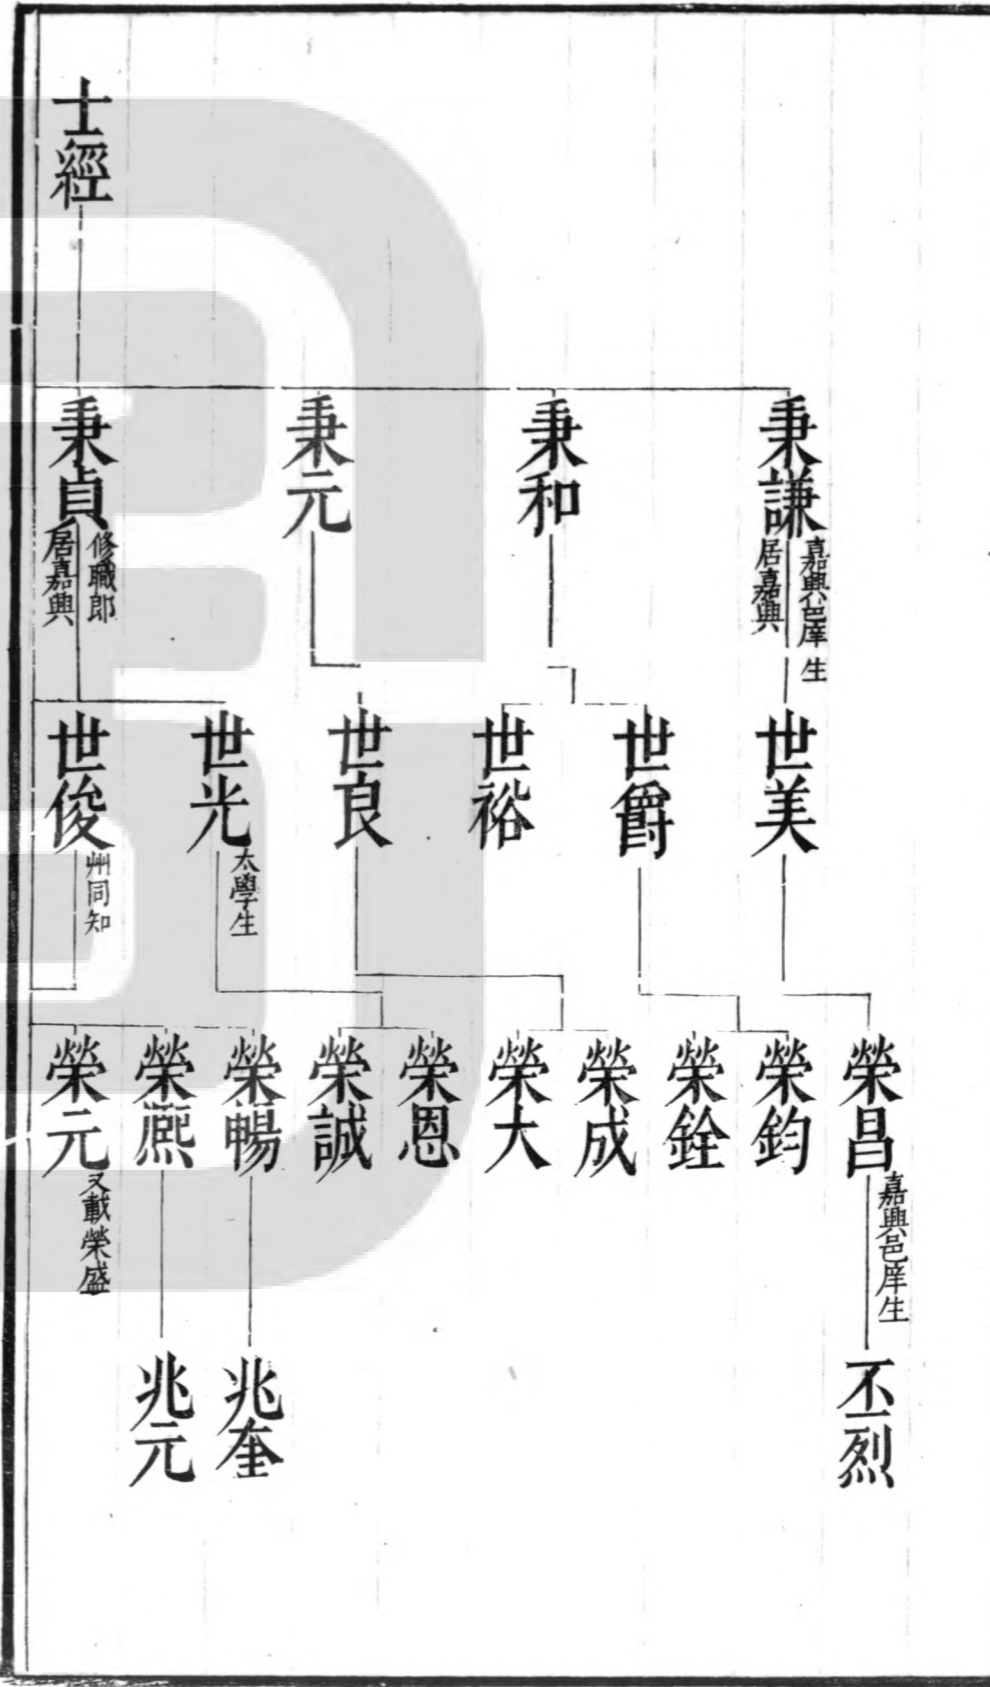 士經
秉謙
嘉興邑庠生
居嘉興
秉和
秉元
秉貞
修職郎
居嘉興
世美
世爵
世裕
世良
世光
太學生
世俊
州同知
榮昌
嘉興邑庠生
榮鈞
榮銓
榮成
榮大
榮恩
榮誠
榮暢
榮熈
榮元
又載榮盛
丕烈
兆奎
兆元